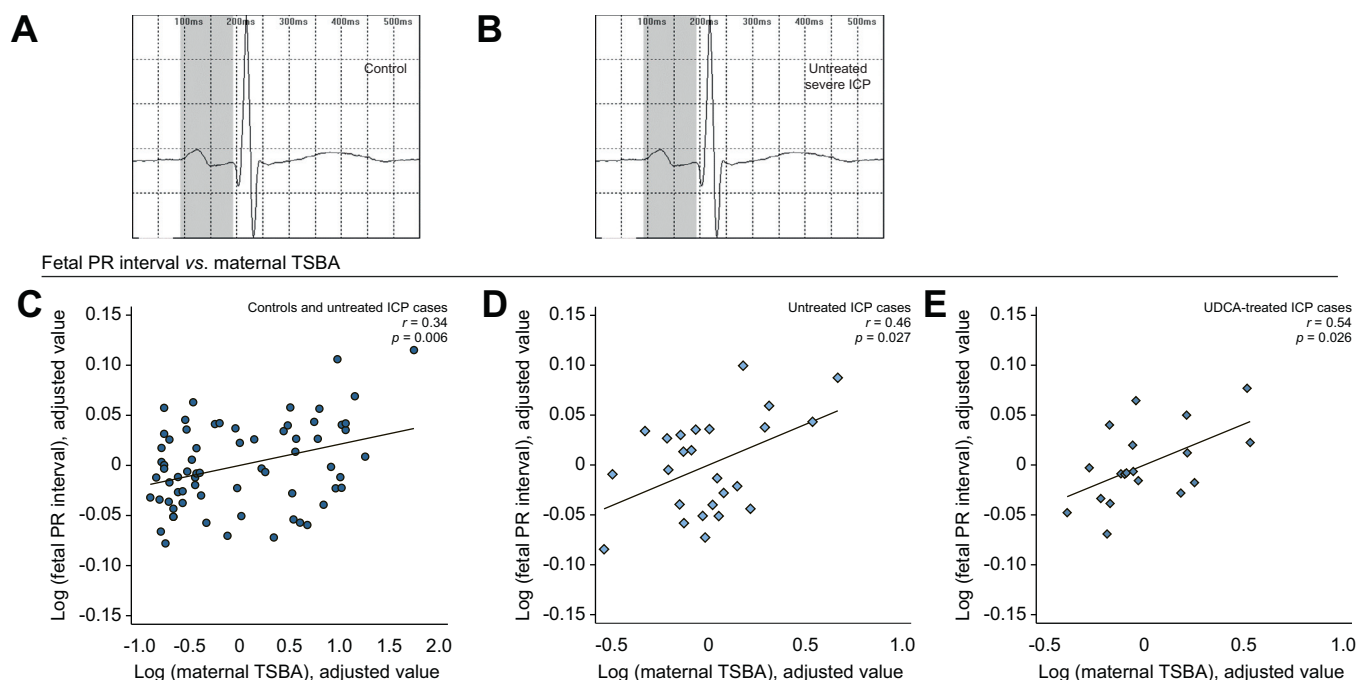 A
100ms 200ms 300ms 400ms 500ms
Control
B
100ms 200ms 300ms 400ms 500ms
Untreated
severe ICP
Fetal PR interval vs. maternal TSBA
C
Controls and untreated ICP cases
r = 0.34
p = 0.006
Log (fetal PR interval), adjusted value
0.15
0.10
0.05
0
-0.05
-0.10
-0.15
-1.0 -0.5 0 0.5 1.0 1.5 2.0
Log (maternal TSBA), adjusted value
D
Untreated ICP cases
r = 0.46
p = 0.027
Log (fetal PR interval), adjusted value
0.15
0.10
0.05
0
-0.05
-0.10
-0.15
-0.5 0 0.5 1.0
Log (maternal TSBA), adjusted value
E
UDCA-treated ICP cases
r = 0.54
p = 0.026
Log (fetal PR interval), adjusted value
0.15
0.10
0.05
0
-0.05
-0.10
-0.15
-0.5 0 0.5 1.0
Log (maternal TSBA), adjusted value